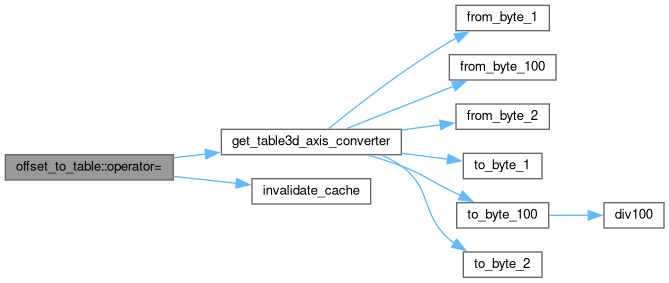 offset_to_table::operator=
get_table3d_axis_converter
invalidate_cache
from_byte_1
from_byte_100
from_byte_2
to_byte_1
to_byte_100
to_byte_2
div100